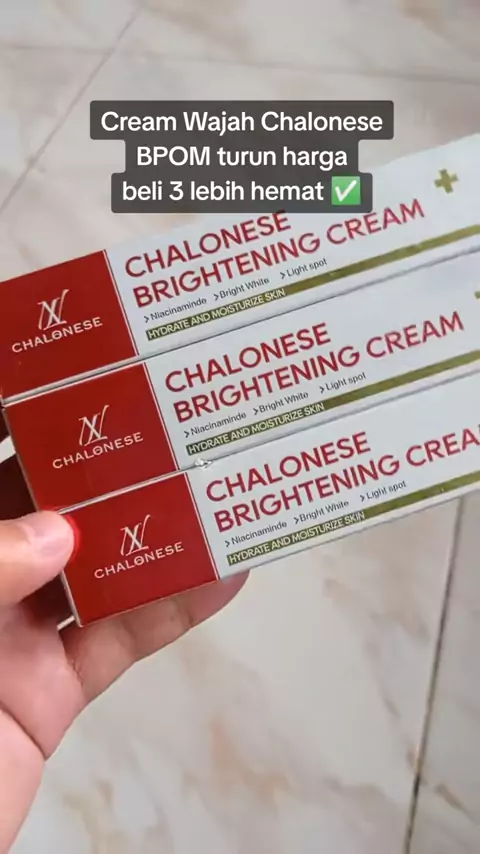 Cream Wajah Chalonese
BPOM turun harga
beli 3 lebih hemat ✅
CHALONESE
BRIGHTENING CREAM
>Niacinaminde >Bright White >Light spot
HYDRATE AND MOISTURIZE SKIN
CHALONESE
CHALONESE
BRIGHTENING CREAM
>Niacinaminde >Bright White >Light spot
HYDRATE AND MOISTURIZE SKIN
CHALONESE
CHALONESE
BRIGHTENING CREA
>Niacinaminde >Bright White >Light spot
HYDRATE AND MOISTURIZE SKIN
CHALONESE